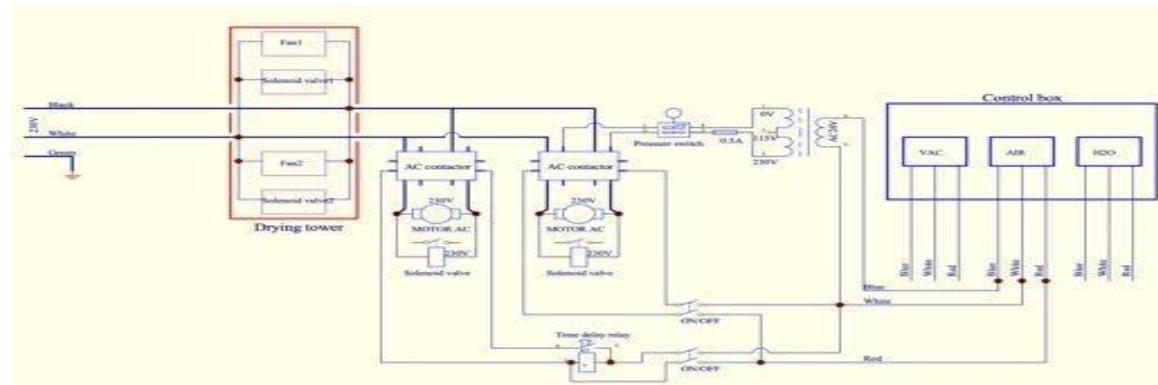 Fan1
Solenoid valve1
Black
230V
White
Green
Fan2
Solenoid valve2
Drying tower
AC contactor
AC contactor
230V
MOTOR AC
230V
Solenoid valve
230V
MOTOR AC
230V
Solenoid valve
Pressure switch
0.5A
0V
115V
230V
AC24V
Control box
VAC
AIR
H2O
Blue
White
Red
Blue
White
Red
Blue
White
Red
Blue
White
Red
ON/OFF
Time delay relay
ON/OFF